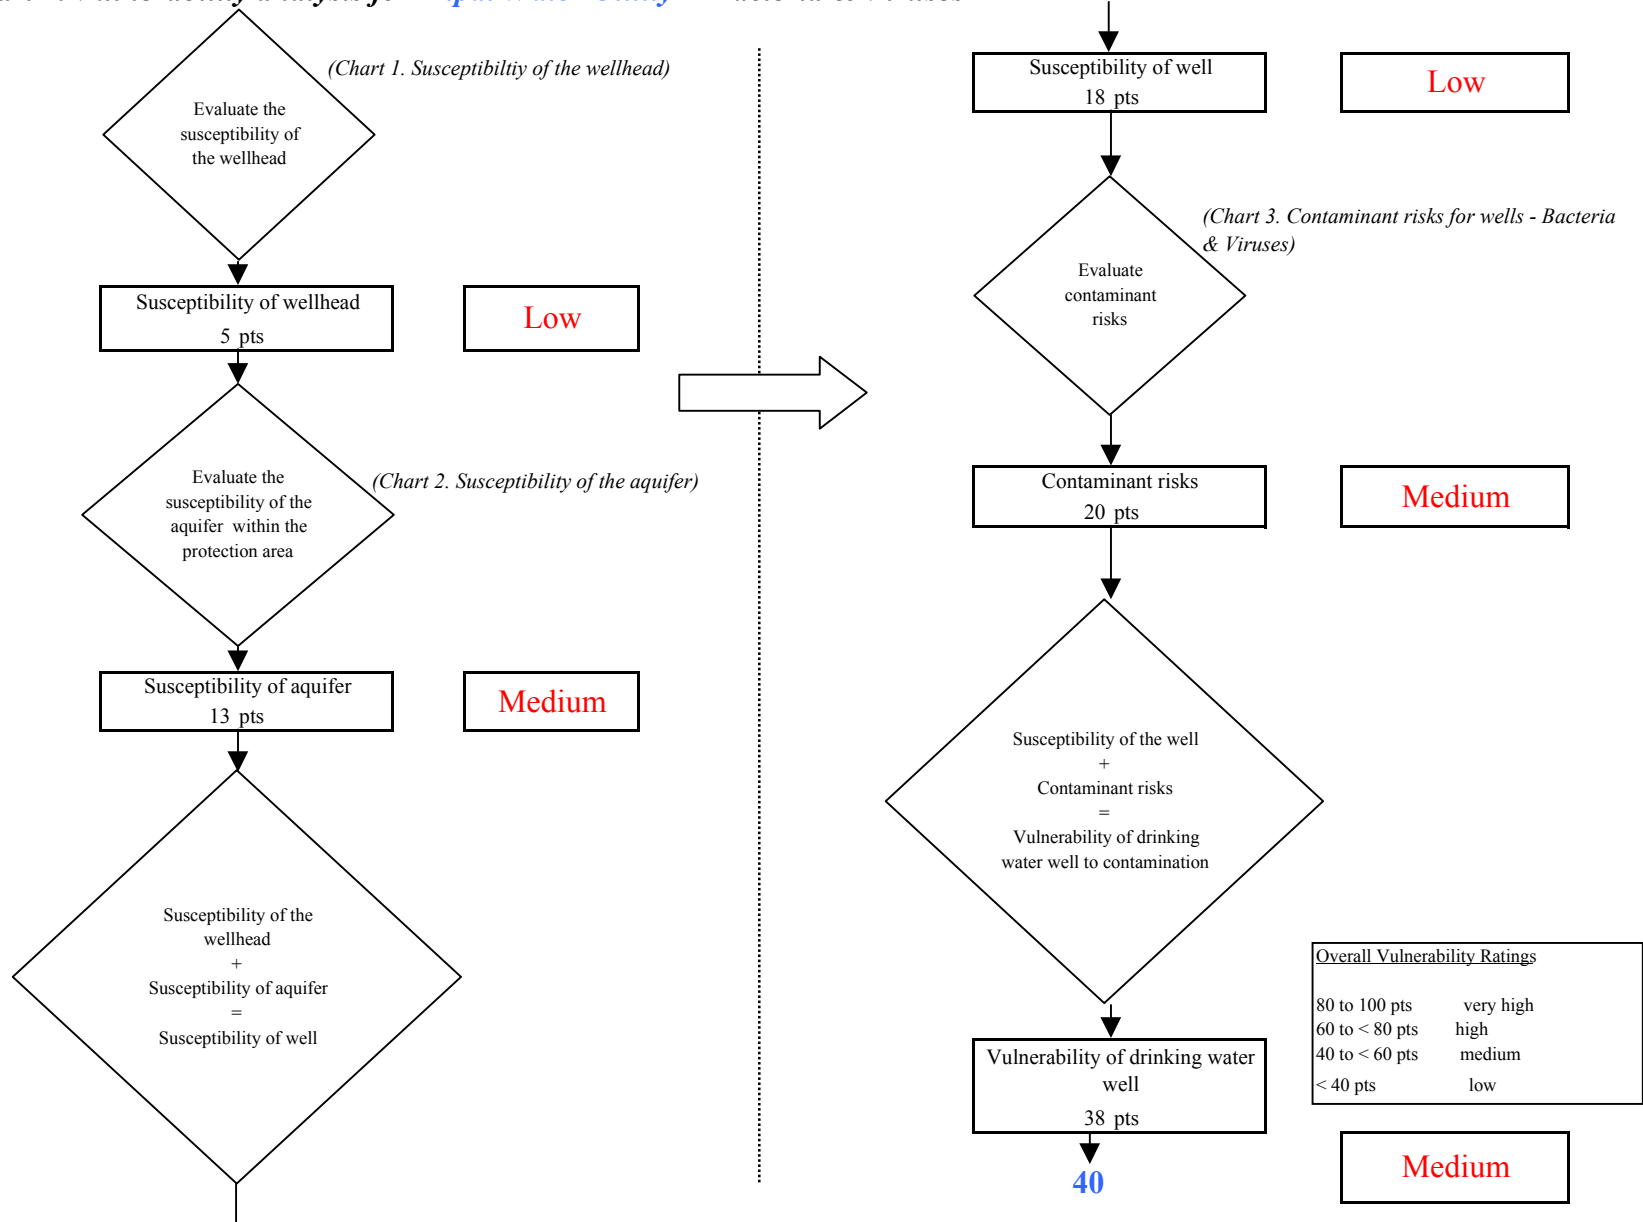 (Chart 1. Susceptibiltiy of the wellhead)
Evaluate the
susceptibility of
the wellhead
Susceptibility of wellhead
5 pts
Low
Evaluate the
susceptibility of the
aquifer within the
protection area
(Chart 2. Susceptibility of the aquifer)
Susceptibility of aquifer
13 pts
Medium
Susceptibility of the
wellhead
+
Susceptibility of aquifer
=
Susceptibility of well
Susceptibility of well
18 pts
Low
(Chart 3. Contaminant risks for wells - Bacteria
& Viruses)
Evaluate
contaminant
risks
Contaminant risks
20 pts
Medium
Susceptibility of the well
+
Contaminant risks
=
Vulnerability of drinking
water well to contamination
Vulnerability of drinking water
well
38 pts
40
Overall Vulnerability Ratings
80 to 100 pts very high
60 to < 80 pts high
40 to < 60 pts medium
< 40 pts low
Medium